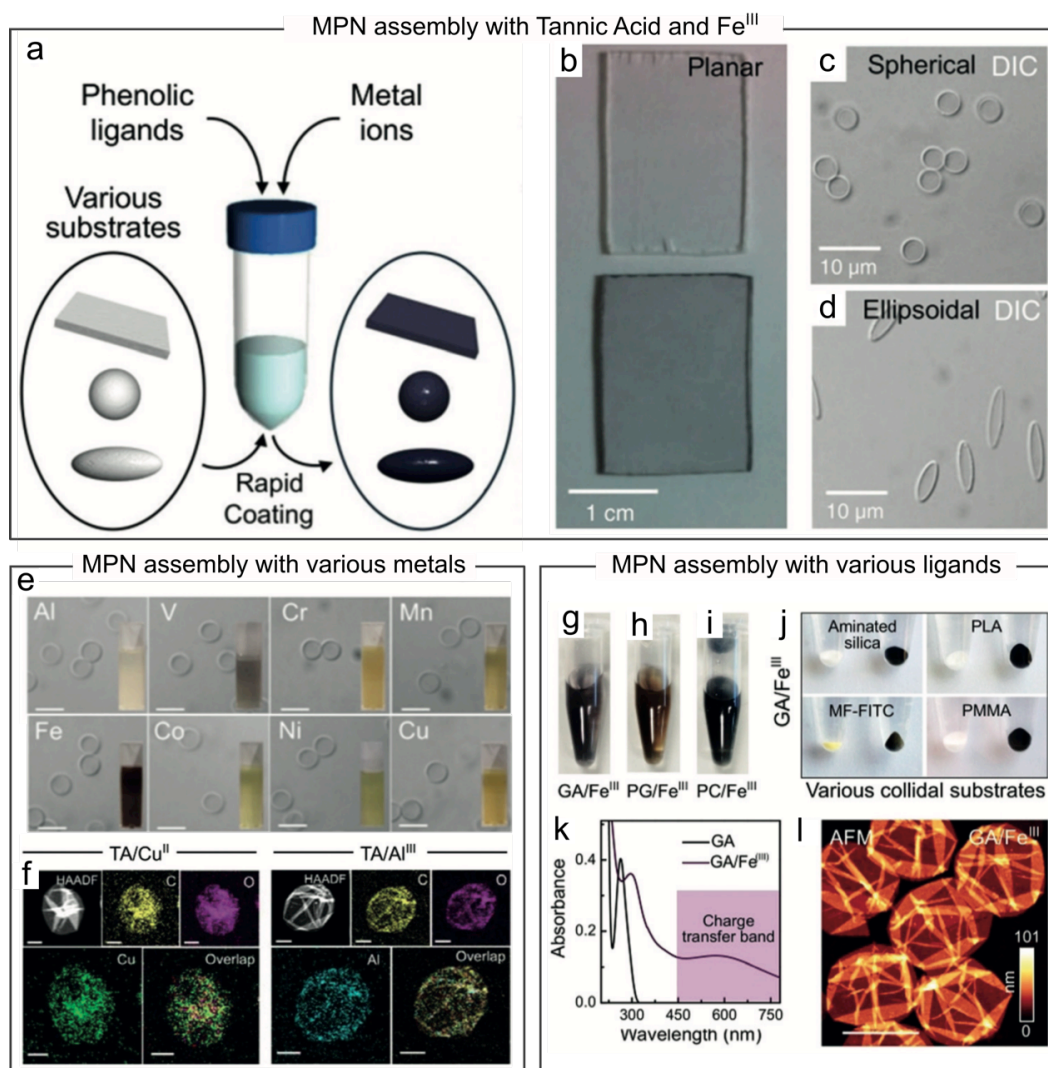 MPN assembly with Tannic Acid and Fe^III
a
Phenolic
ligands
Metal
ions
Various
substrates
Rapid
Coating
b
Planar
1 cm
c
Spherical DIC
10 µm
d
Ellipsoidal DIC
10 µm
MPN assembly with various metals
e
Al
V
Cr
Mn
Fe
Co
Ni
Cu
TA/Cu^II
TA/Al^III
f
HAADF
C
O
HAADF
C
O
Cu
Overlap
Al
Overlap
MPN assembly with various ligands
g
h
i
GA/Fe^III
PG/Fe^III
PC/Fe^III
j
GA/Fe^III
Aminated
silica
PLA
MF-FITC
PMMA
Various collidal substrates
k
GA
GA/Fe^(III)
Charge
transfer band
Absorbance
0.4
0.2
0.0
300 450 600 750
Wavelength (nm)
l
AFM
GA/Fe^III
101
nm
0